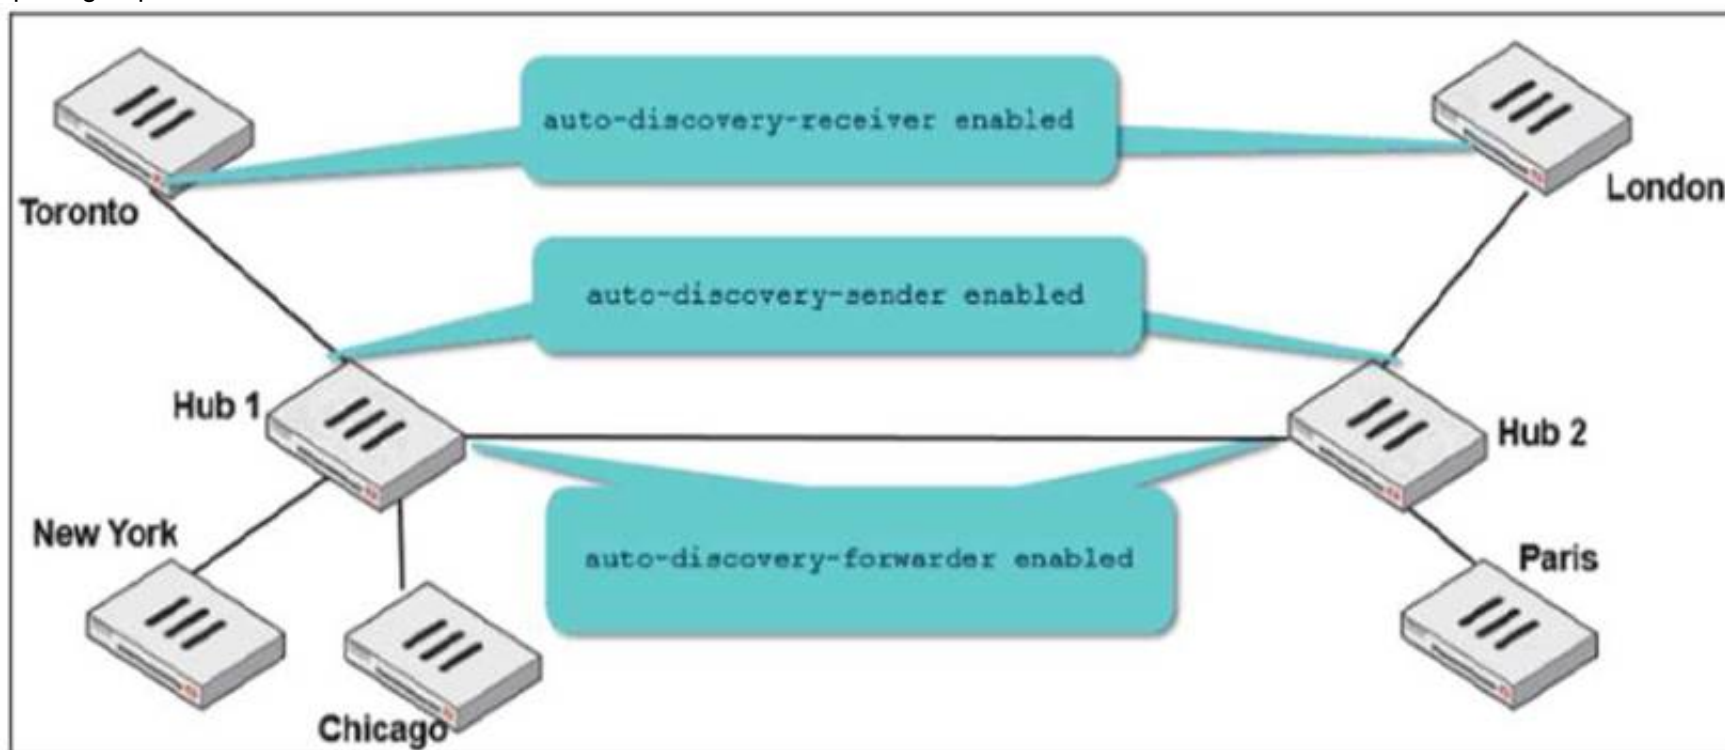 auto-discovery-receiver enabled
Toronto
London
auto-discovery-sender enabled
Hub 1
Hub 2
New York
auto-discovery-forwarder enabled
Paris
Chicago